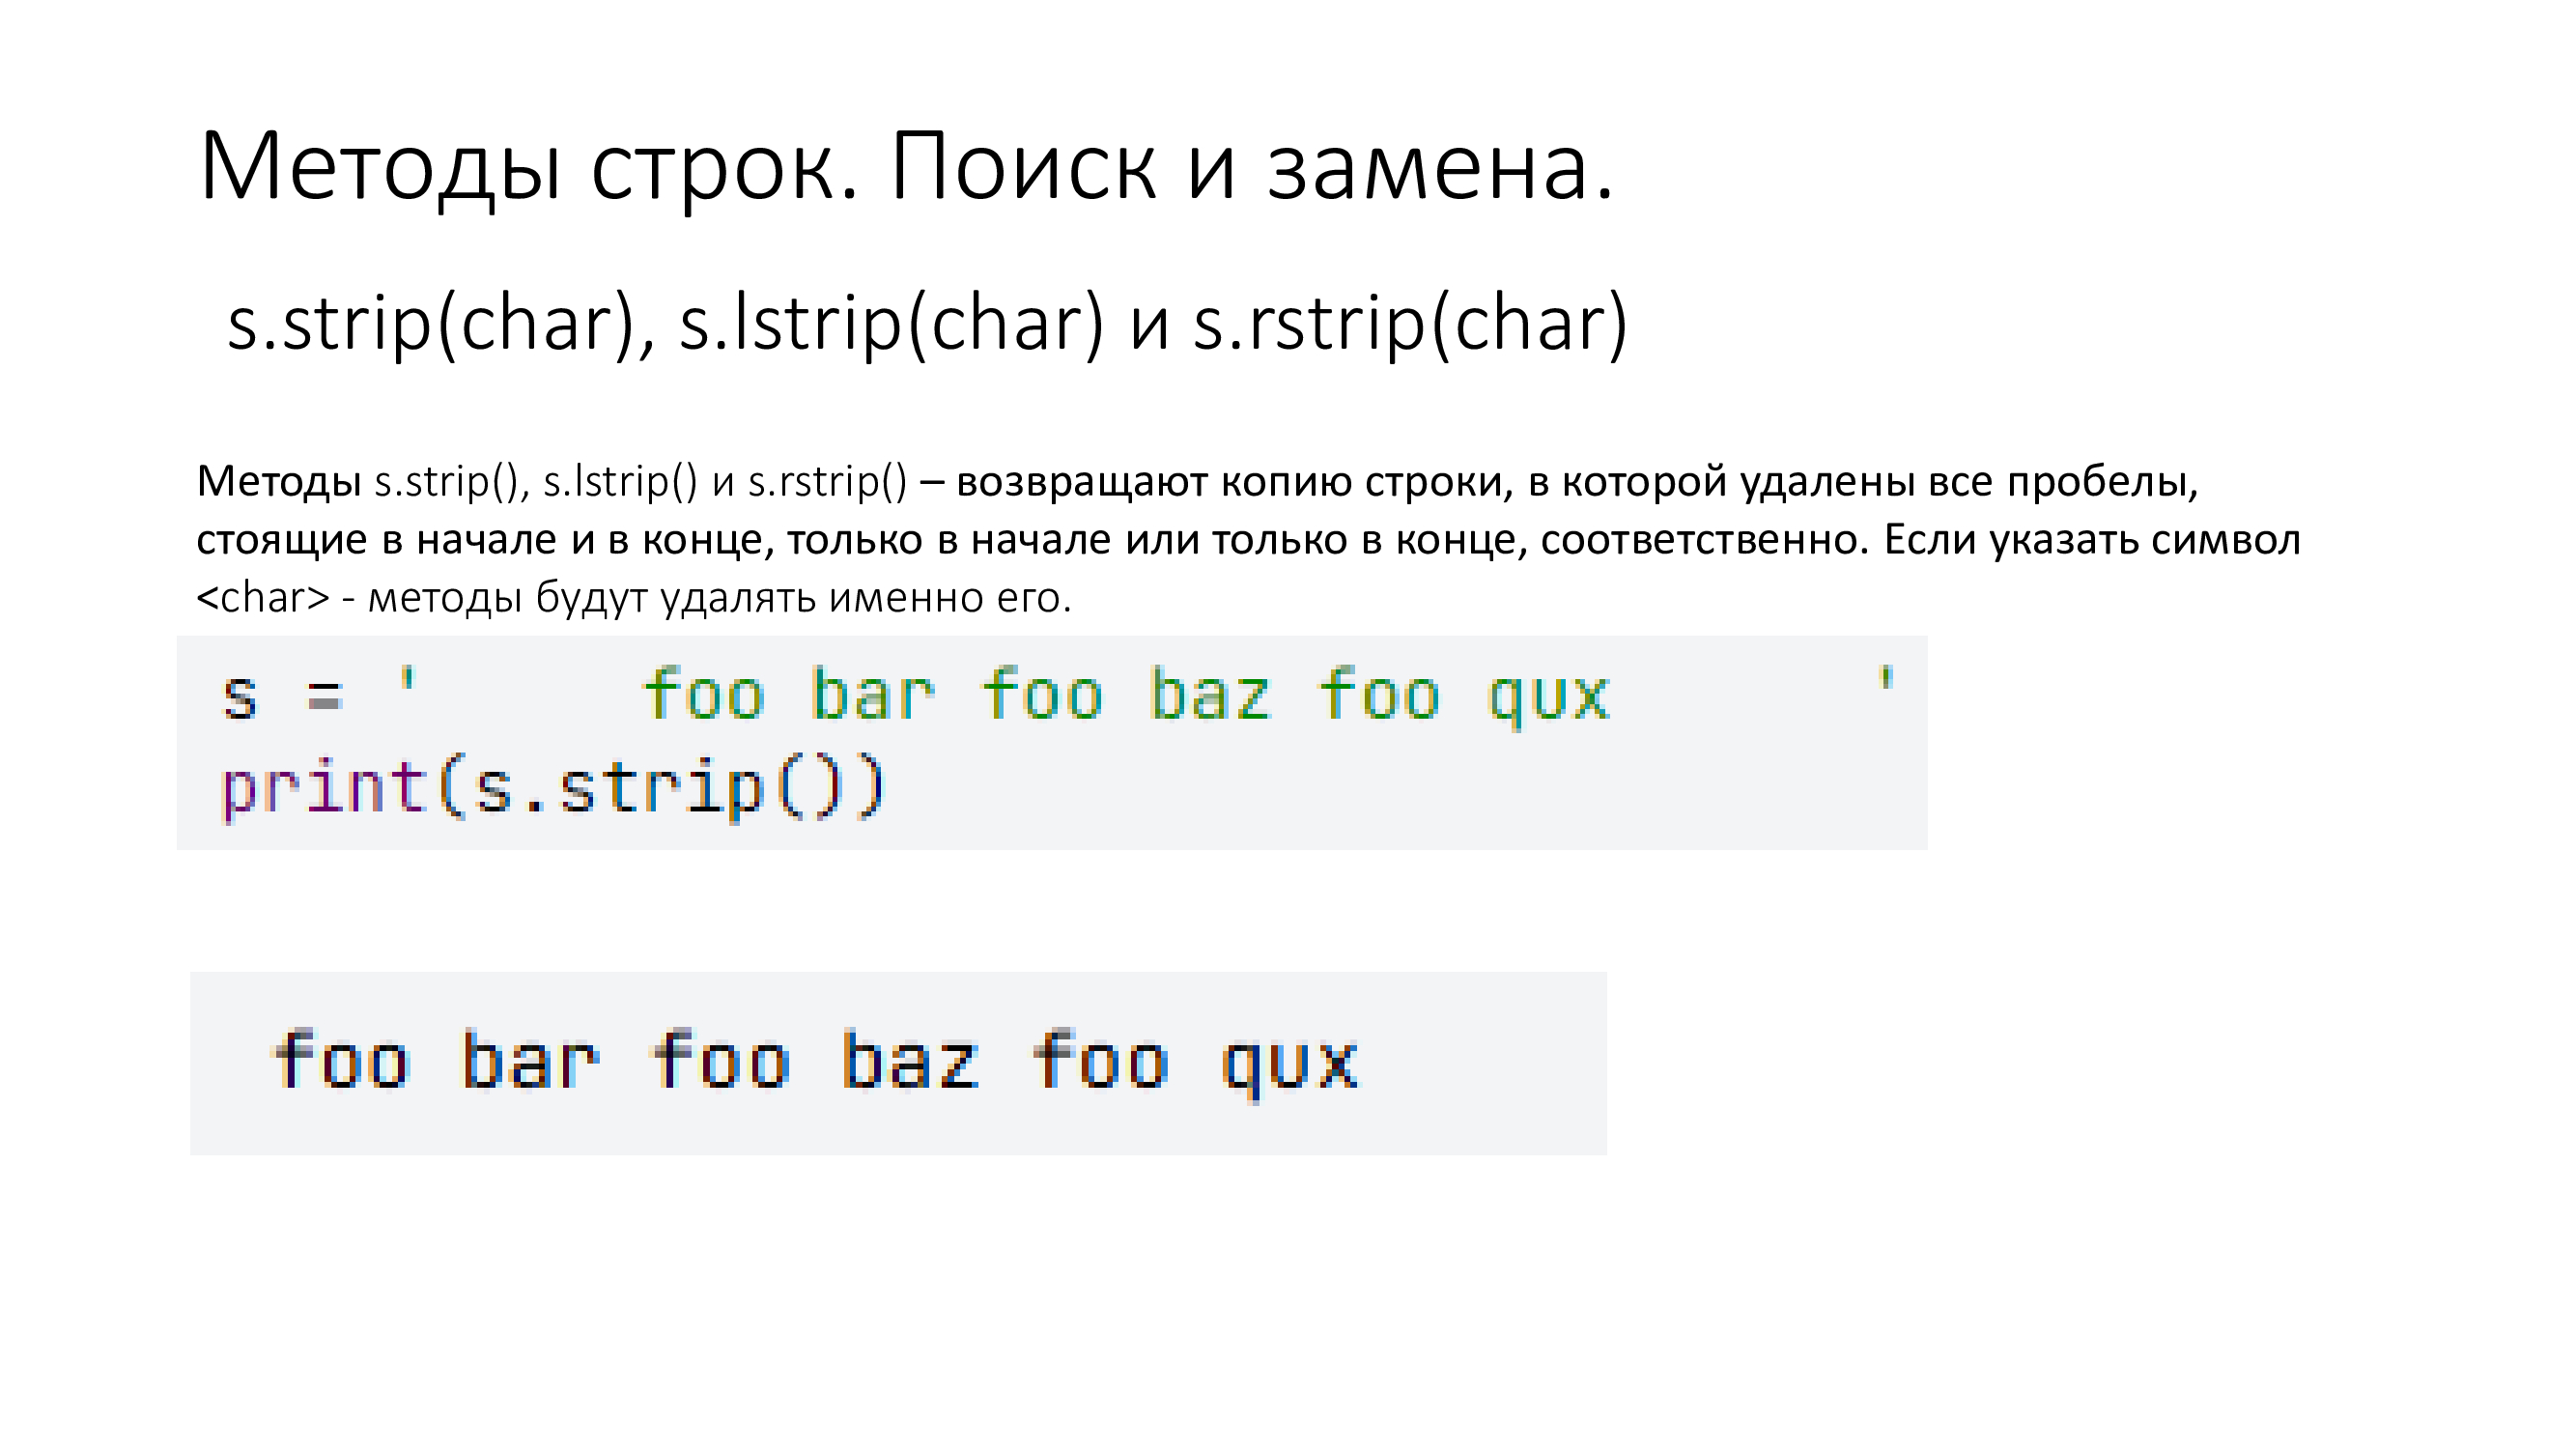 Методы строк. Поиск и замена.
s.strip(char), s.lstrip(char) и s.rstrip(char)
Методы s.strip(), s.lstrip() и s.rstrip() – возвращают копию строки, в которой удалены все пробелы,
стоящие в начале и в конце, только в начале или только в конце, соответственно. Если указать символ
<char> - методы будут удалять именно его.
s = '     foo bar foo baz foo qux      '
print(s.strip())
foo bar foo baz foo qux